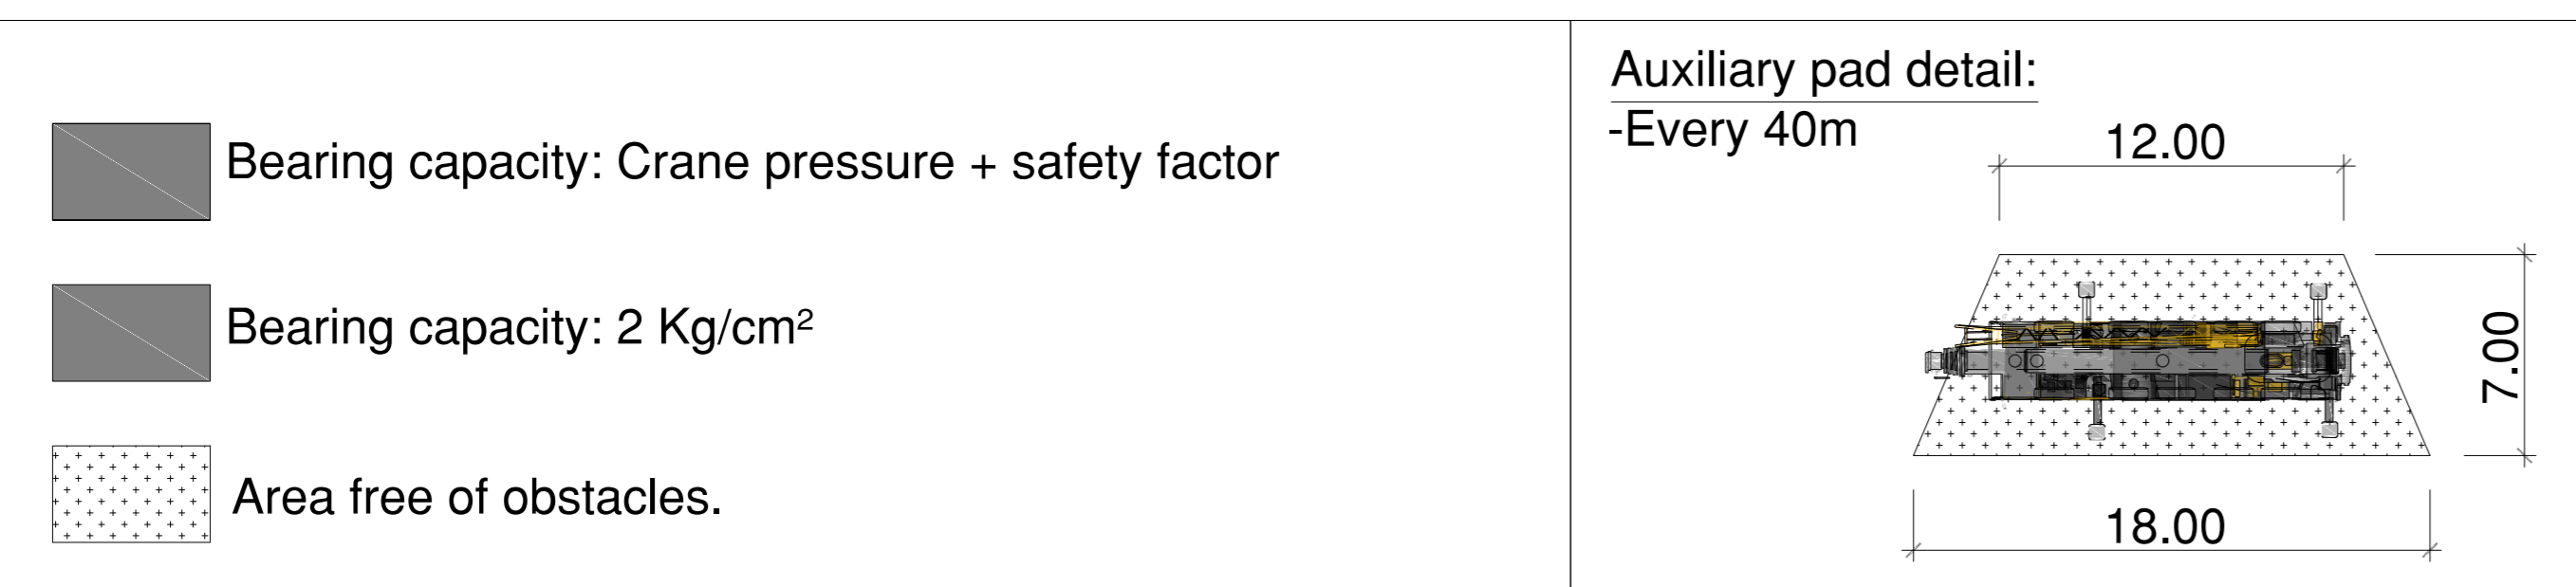 Bearing capacity: Crane pressure + safety factor
Bearing capacity: 2 Kg/cm²
Area free of obstacles.
Auxiliary pad detail:
-Every 40m
12.00
7.00
18.00